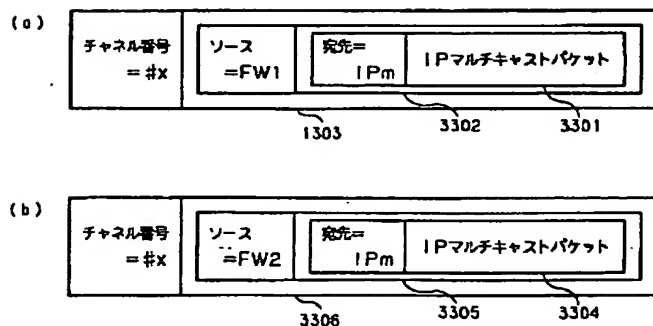 (a)
チャネル番号
=#x
ソース
=FW1
宛先=
IPm
IPマルチキャストパケット
1303
3302
3301
(b)
チャネル番号
=#x
ソース
=FW2
宛先=
IPm
IPマルチキャストパケット
3306
3305
3304